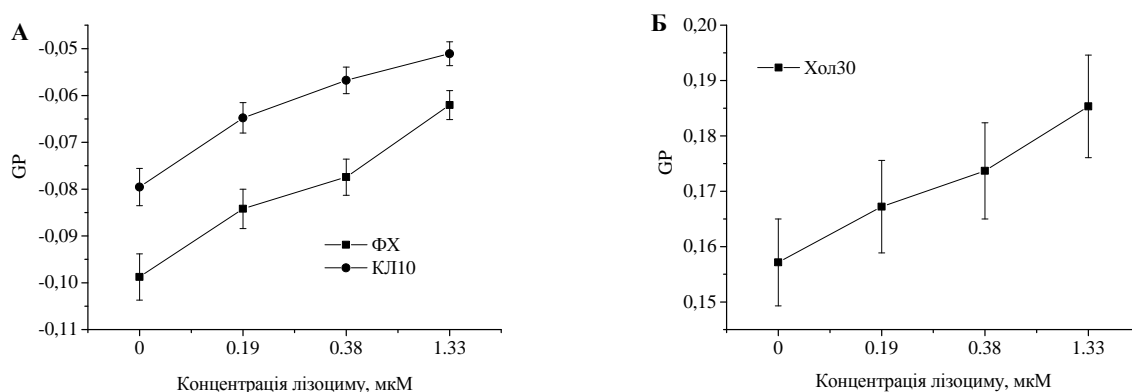 А
-0,05
-0,06
-0,07
-0,08
-0,09
-0,10
-0,11
GP
ФХ
КЛ10
0
0.19
0.38
1.33
Концентрація лізоциму, мкМ
Б
0,20
0,19
0,18
0,17
0,16
0,15
GP
Хол30
0
0.19
0.38
1.33
Концентрація лізоциму, мкМ